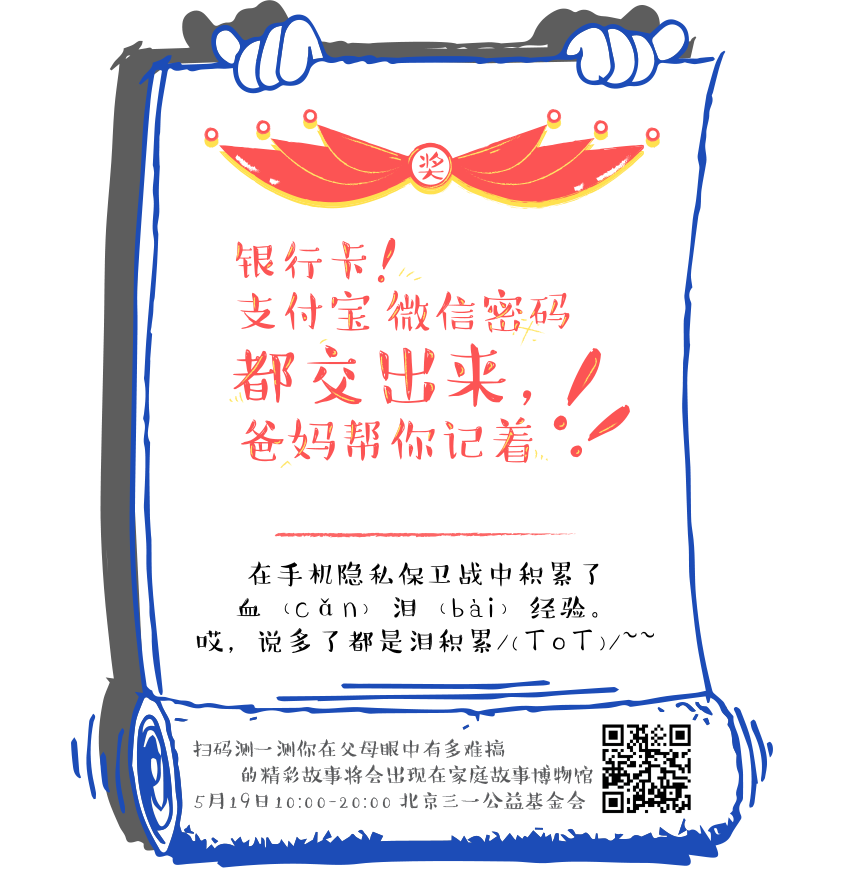 奖
银行卡!
支付宝 微信密码
都交出来,!
爸妈帮你记着!
在手机隐私保卫战中积累了
血(cǎn)泪(bài)经验。
哎,说多了都是泪积累/(ToT)/~~
扫码测一测你在父母眼中有多难搞
的精彩故事将会出现在家庭故事博物馆
5月19日10:00-20:00 北京三一公益基金会